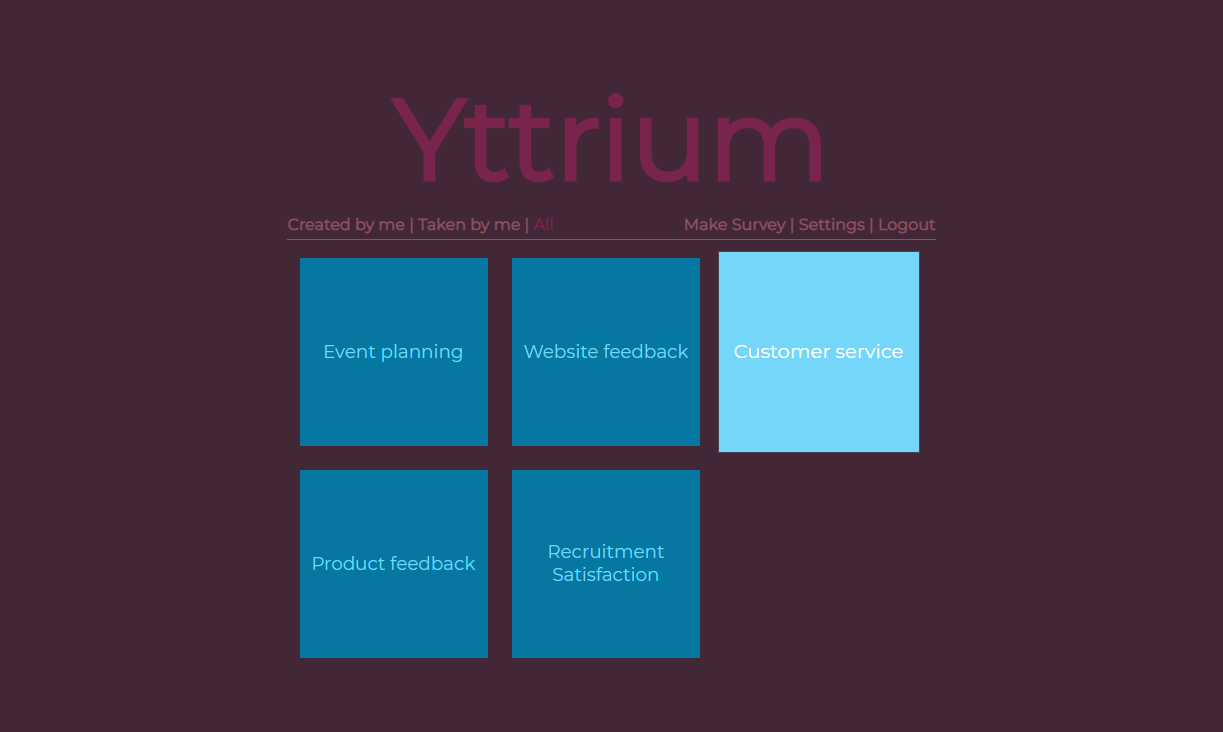 Yttrium
Created by me | Taken by me | All
Make Survey | Settings | Logout
Event planning
Website feedback
Customer service
Product feedback
Recruitment
Satisfaction